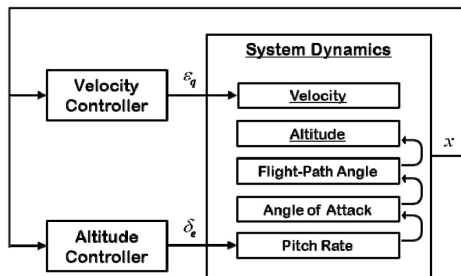 System Dynamics
Velocity
Controller
ε_q
Velocity
Altitude
x
Flight-Path Angle
Angle of Attack
Altitude
Controller
δ_e
Pitch Rate